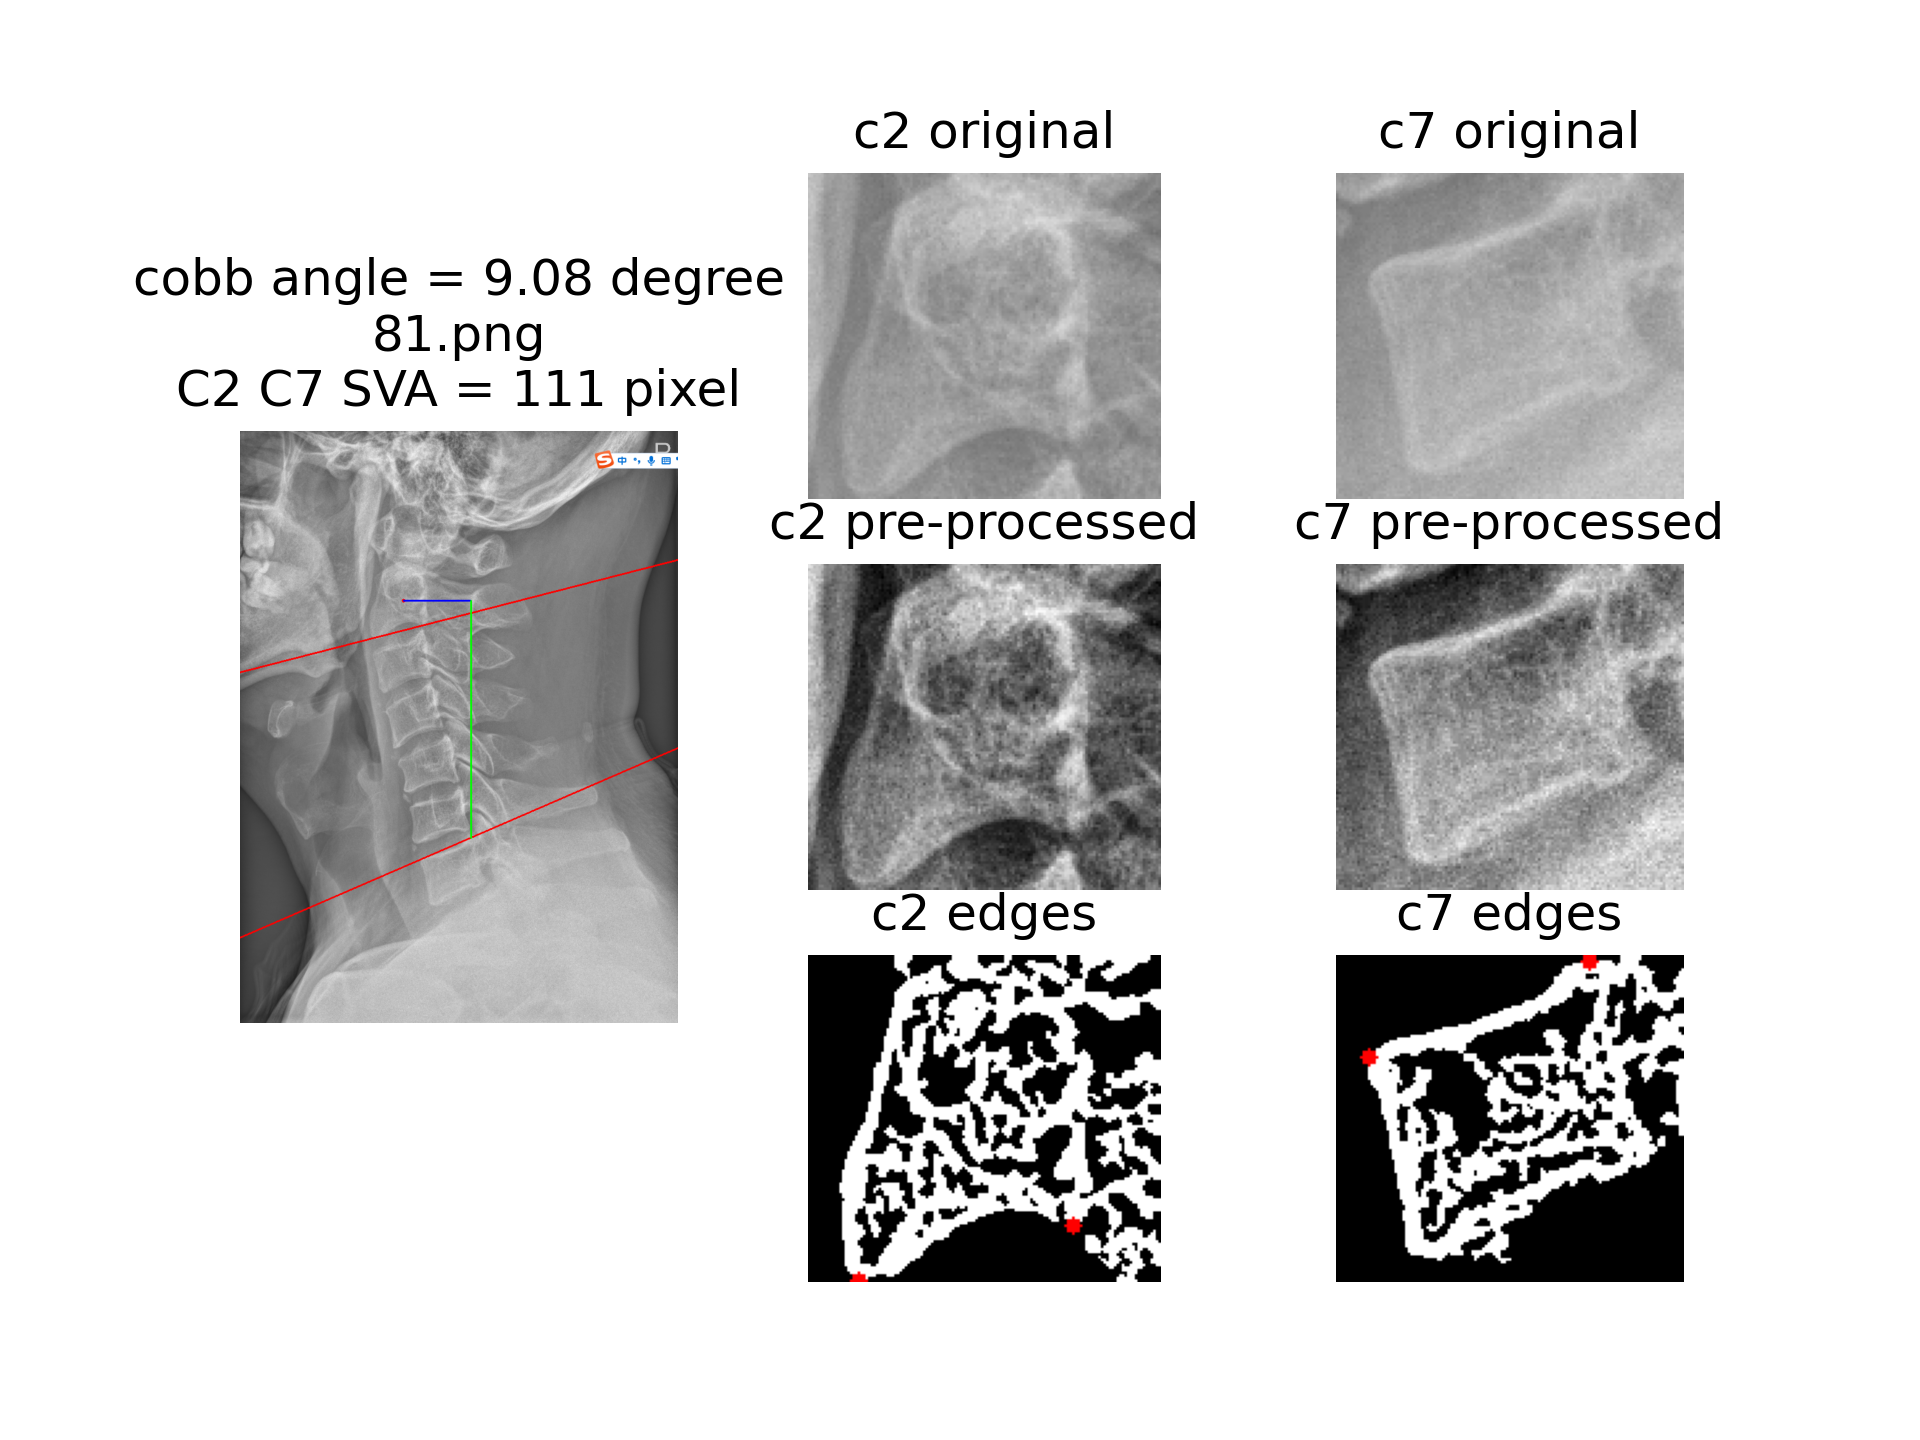 cobb angle = 9.08 degree
81.png
C2 C7 SVA = 111 pixel
R
S 中
c2 original
c7 original
c2 pre-processed
c7 pre-processed
c2 edges
c7 edges